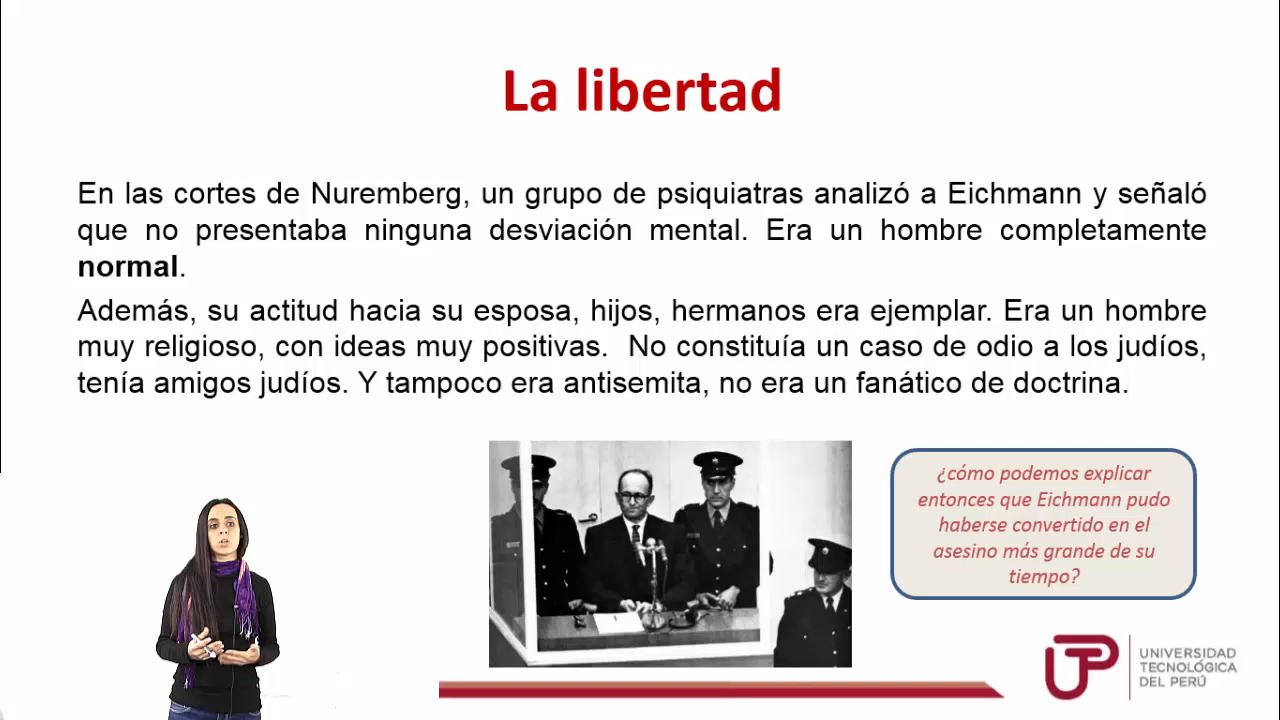 La libertad
En las cortes de Nuremberg, un grupo de psiquiatras analizó a Eichmann y señaló
que no presentaba ninguna desviación mental. Era un hombre completamente
normal.
Además, su actitud hacia su esposa, hijos, hermanos era ejemplar. Era un hombre
muy religioso, con ideas muy positivas. No constituía un caso de odio a los judíos,
tenía amigos judíos. Y tampoco era antisemita, no era un fanático de doctrina.
¿cómo podemos explicar
entonces que Eichmann pudo
haberse convertido en el
asesino más grande de su
tiempo?
UTP
UNIVERSIDAD
TECNOLÓGICA
DEL PERÚ